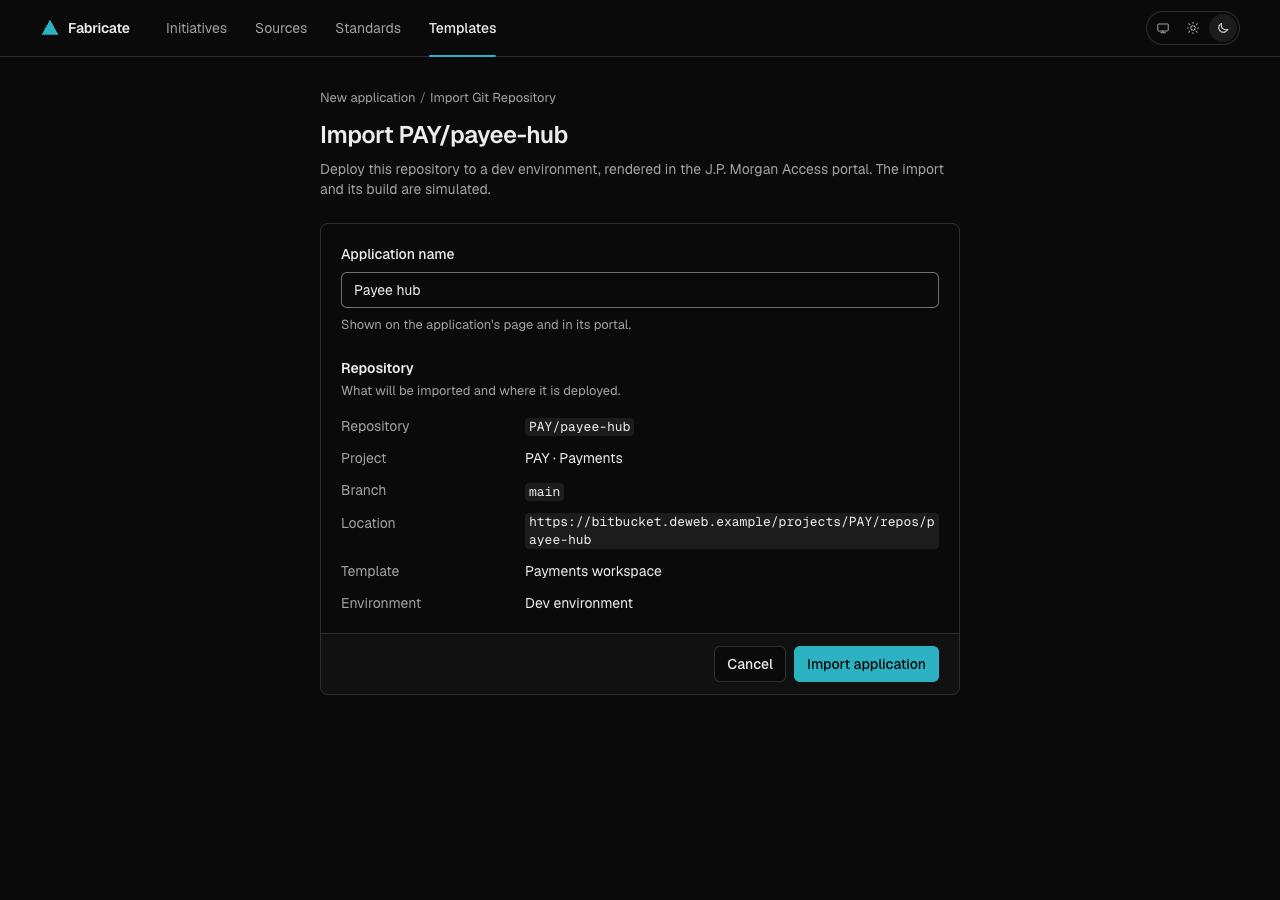 Fabricate
Initiatives
Sources
Standards
Templates
New application / Import Git Repository
Import PAY/payee-hub
Deploy this repository to a dev environment, rendered in the J.P. Morgan Access portal. The import
and its build are simulated.
Application name
Payee hub
Shown on the application's page and in its portal.
Repository
What will be imported and where it is deployed.
Repository PAY/payee-hub
Project PAY · Payments
Branch main
Location https://bitbucket.deweb.example/projects/PAY/repos/p
ayee-hub
Template Payments workspace
Environment Dev environment
Cancel
Import application